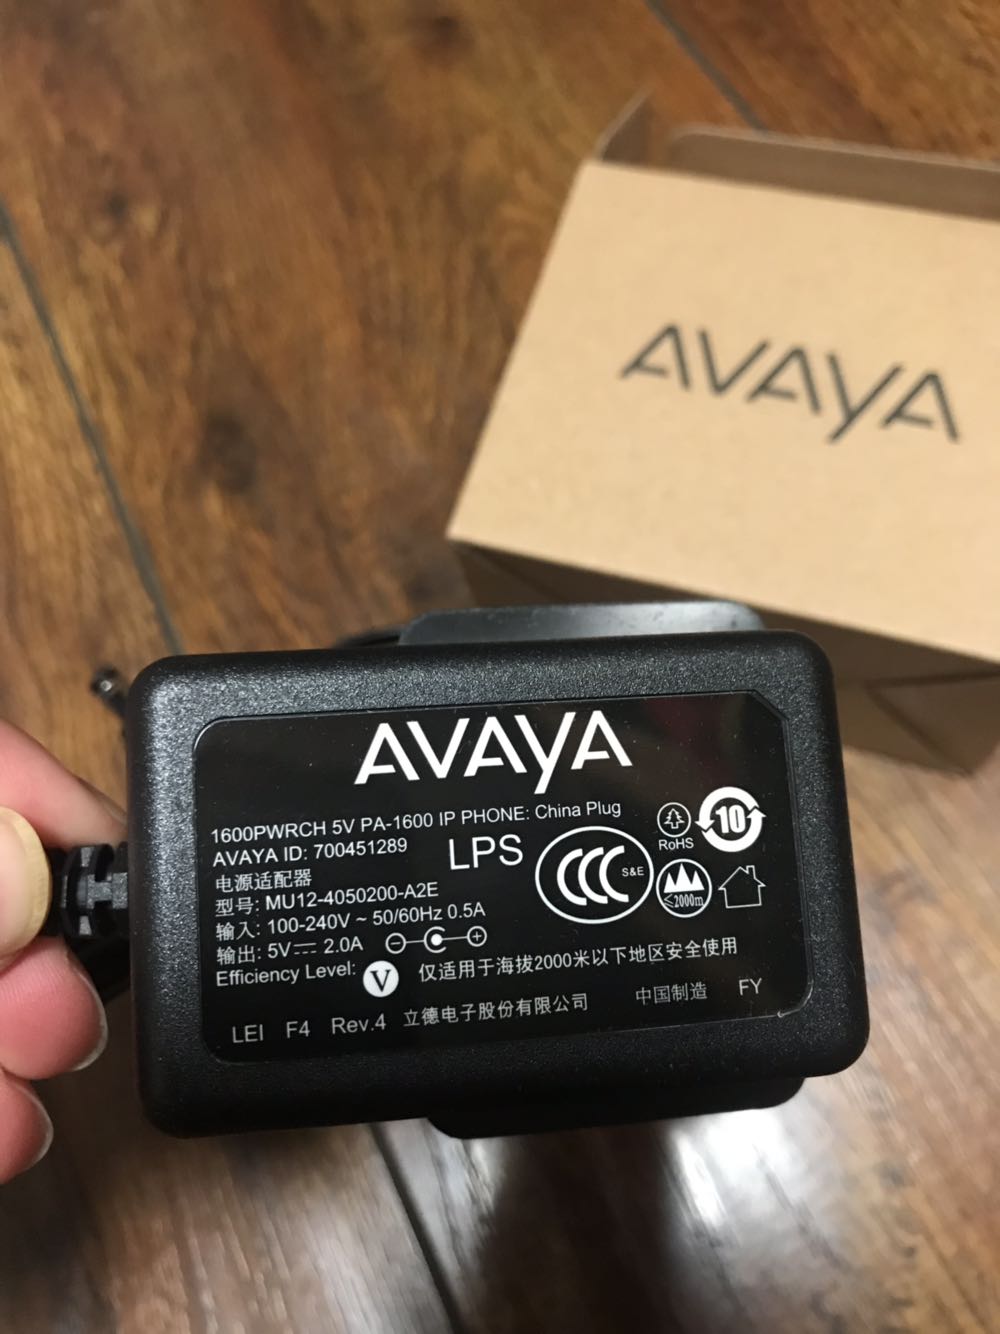 AVAYA
AVAYA
1600PWRCH 5V PA-1600 IP PHONE: China Plug
AVAYA ID: 700451289
LPS
RoHS
10
电源适配器
S&E
型号: MU12-4050200-A2E
≤2000m
输入: 100-240V ~ 50/60Hz 0.5A
输出: 5V⎓ 2.0A
Efficiency Level: V
仅适用于海拔2000米以下地区安全使用
LEI F4 Rev.4 立德电子股份有限公司 中国制造 FY